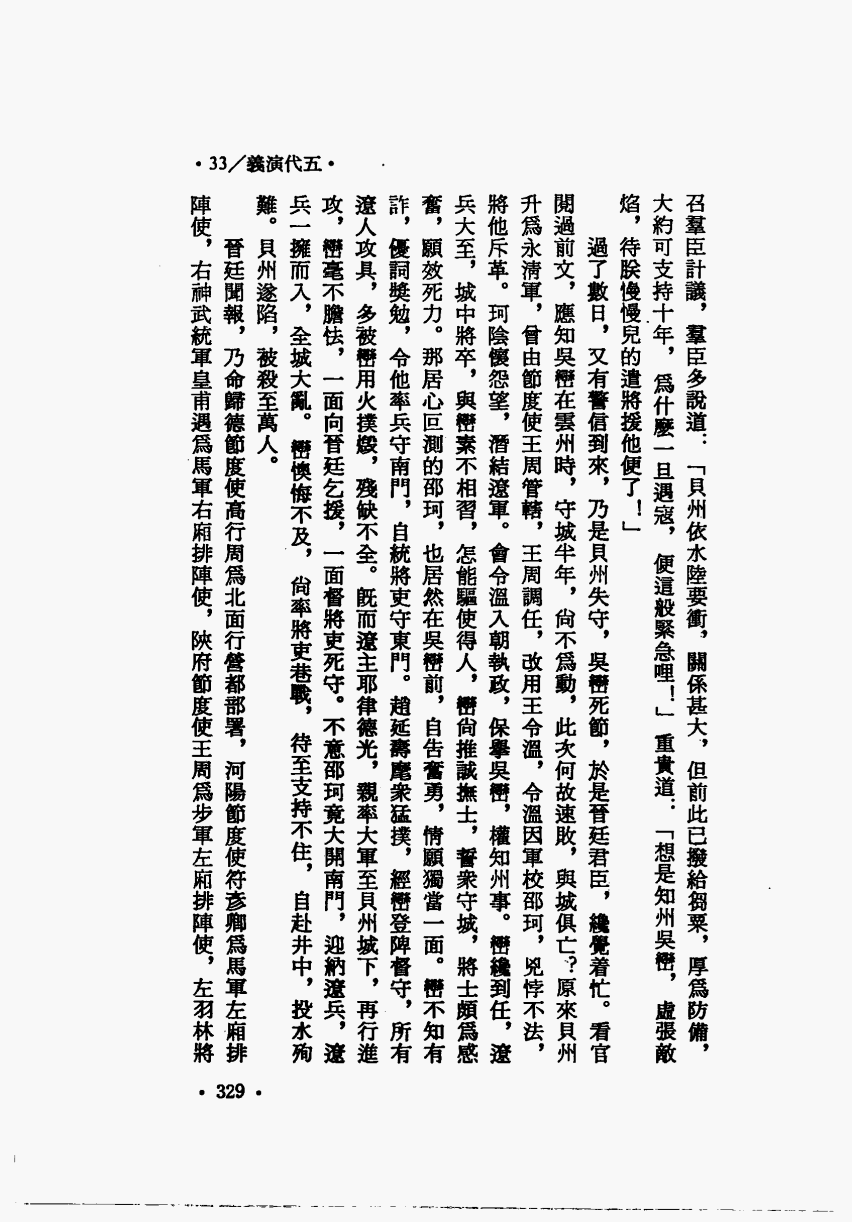 ·33/義演代五·
召羣臣計議，羣臣多說道：「貝州依水陸要衝，關係甚大，但前此已撥給芻粟，厚爲防備，
大約可支持十年，爲什麼一旦遇寇，便這般緊急哩！」重貴道：「想是知州吳巒，虛張敵
焰，待朕慢慢兒的遣將援他便了！」
過了數日，又有警信到來，乃是貝州失守，吳巒死節，於是晉廷君臣，纔覺着忙。看官
閱過前文，應知吳巒在雲州時，守城半年，尙不爲動，此次何故速敗，與城俱亡？原來貝州
升爲永淸軍，曾由節度使王周管轄，王周調任，改用王令溫，令溫因軍校邵珂，兇悖不法，
將他斥革。珂陰懷怨望，潛結遼軍。會令溫入朝執政，保舉吳巒，權知州事。巒纔到任，遼
兵大至，城中將卒，與巒素不相習，怎能驅使得人，巒尙推誠撫士，誓衆守城，將士頗爲感
奮，願效死力。那居心叵測的邵珂，也居然在吳巒前，自告奮勇，情願獨當一面。巒不知有
詐，優詞奬勉，令他率兵守南門，自統將吏守東門。趙延壽麾衆猛撲，經巒登陴督守，所有
遼人攻具，多被巒用火撲燬，殘缺不全。旣而遼主耶律德光，親率大軍至貝州城下，再行進
攻，巒毫不膽怯，一面向晉廷乞援，一面督將吏死守。不意邵珂竟大開南門，迎納遼兵，遼
兵一擁而入，全城大亂。巒懊悔不及，尙率將吏巷戰，待至支持不住，自赴井中，投水殉
難。貝州遂陷，被殺至萬人。
晉廷聞報，乃命歸德節度使高行周爲北面行營都部署，河陽節度使符彥卿爲馬軍左廂排
陣使，右神武統軍皇甫遇爲馬軍右廂排陣使，陝府節度使王周爲步軍左廂排陣使，左羽林將
·329·